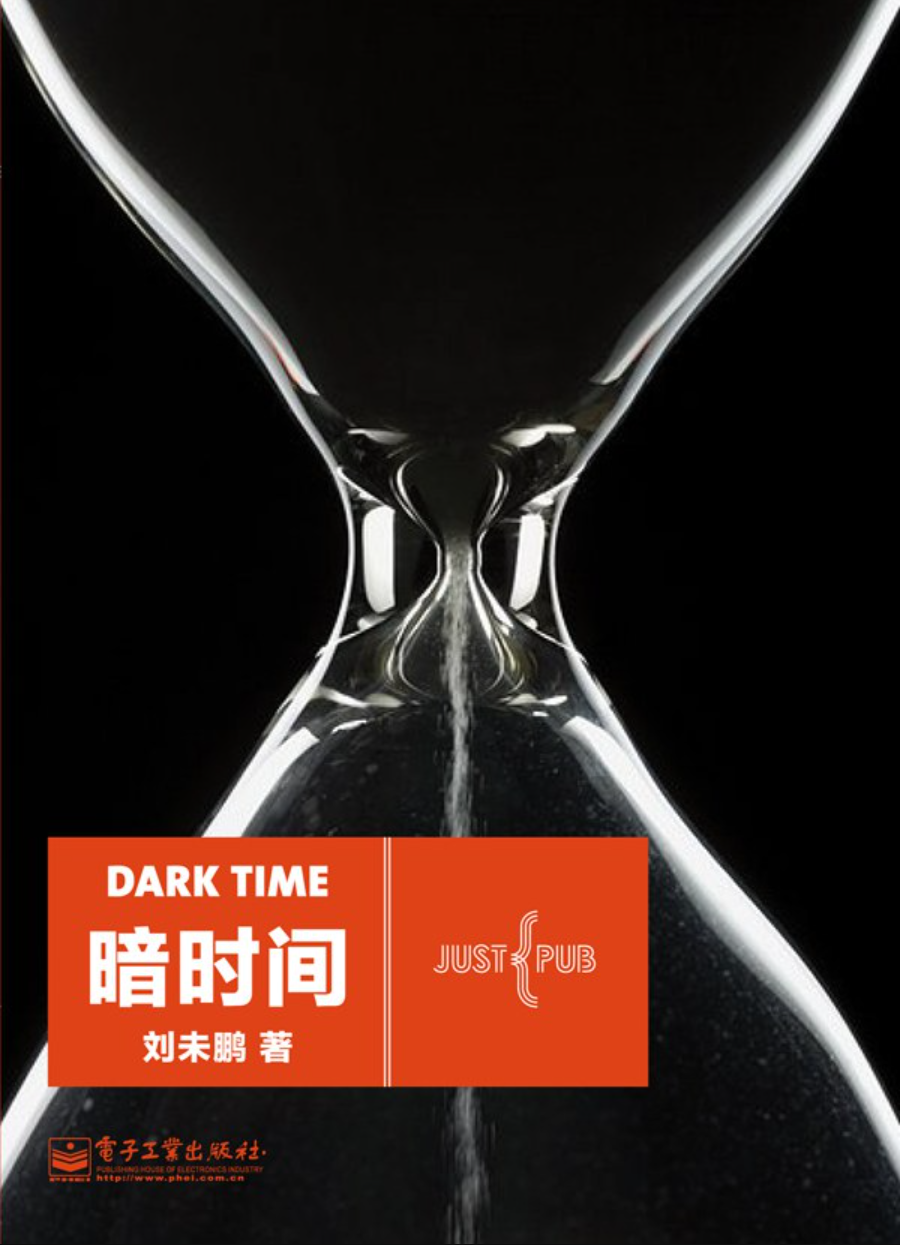 DARK TIME
暗时间
刘未鹏 著
JUST PUB
電子工業出版社
PUBLISHING HOUSE OF ELECTRONICS INDUSTRY
http://www.phei.com.cn